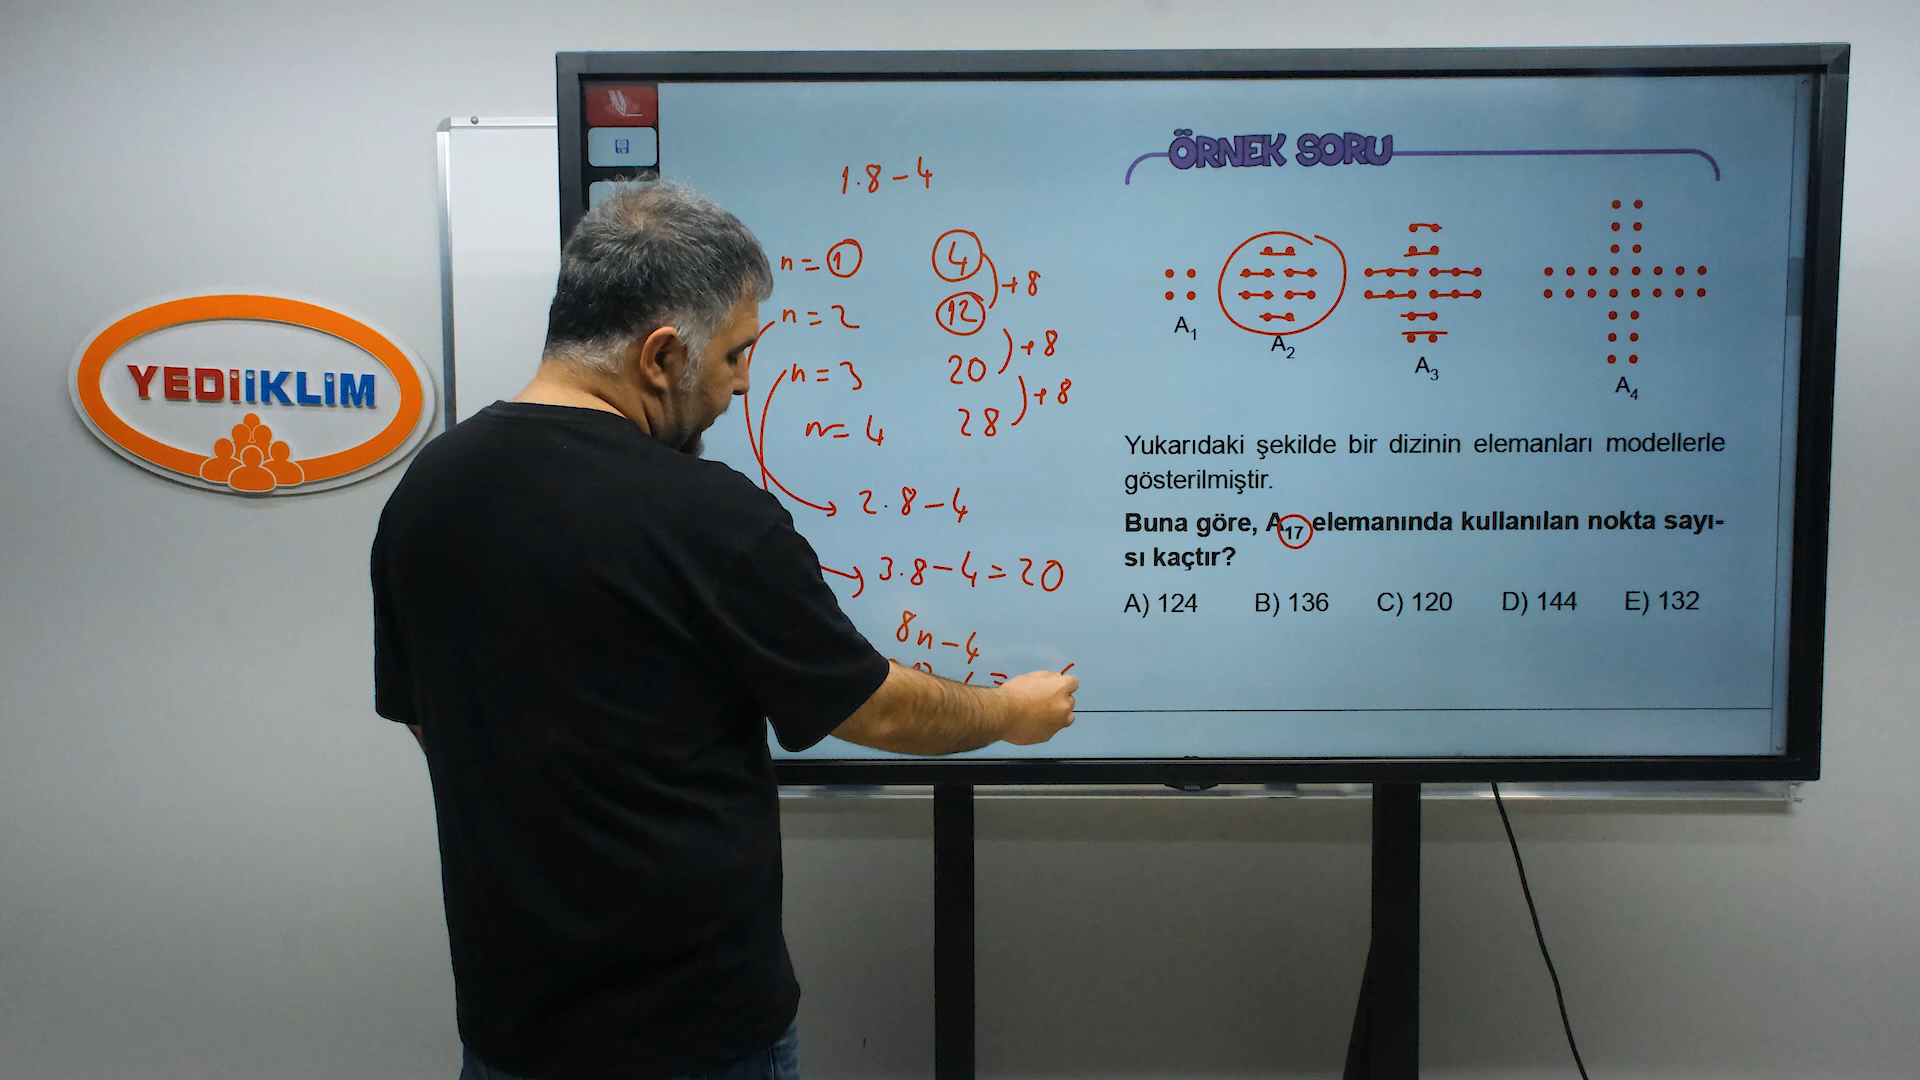 YEDİİKLİM
1.8-4
n=1 4
+8
n=2 12
+8
n=3 20
+8
n=4 28
2.8-4
3.8-4=20
8n-4
ÖRNEK SORU
A1
A2
A3
A4
Yukarıdaki şekilde bir dizinin elemanları modellerle
gösterilmiştir.
Buna göre, A17 elemanında kullanılan nokta sayı-
sı kaçtır?
A) 124 B) 136 C) 120 D) 144 E) 132